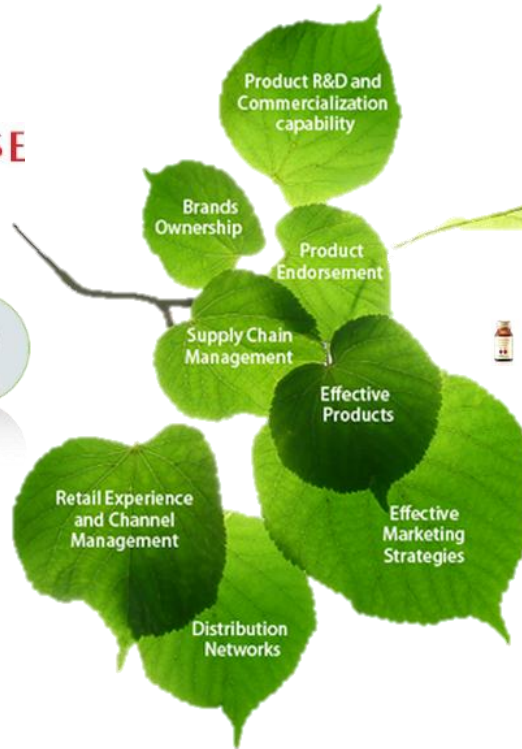 Product R&D and
Commercialization
capability
SE
Brands
Ownership
Product
Endorsement
Supply Chain
Management
Effective
Products
Retail Experience
and Channel
Management
Effective
Marketing
Strategies
Distribution
Networks